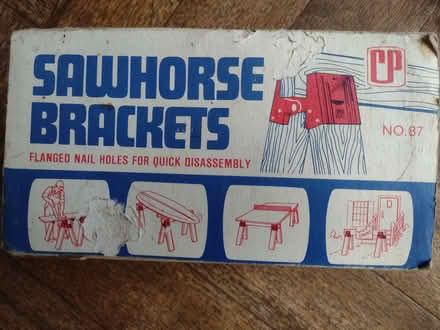 SAWHORSE
BRACKETS
FLANGED NAIL HOLES FOR QUICK DISASSEMBLY
CP
NO. 87